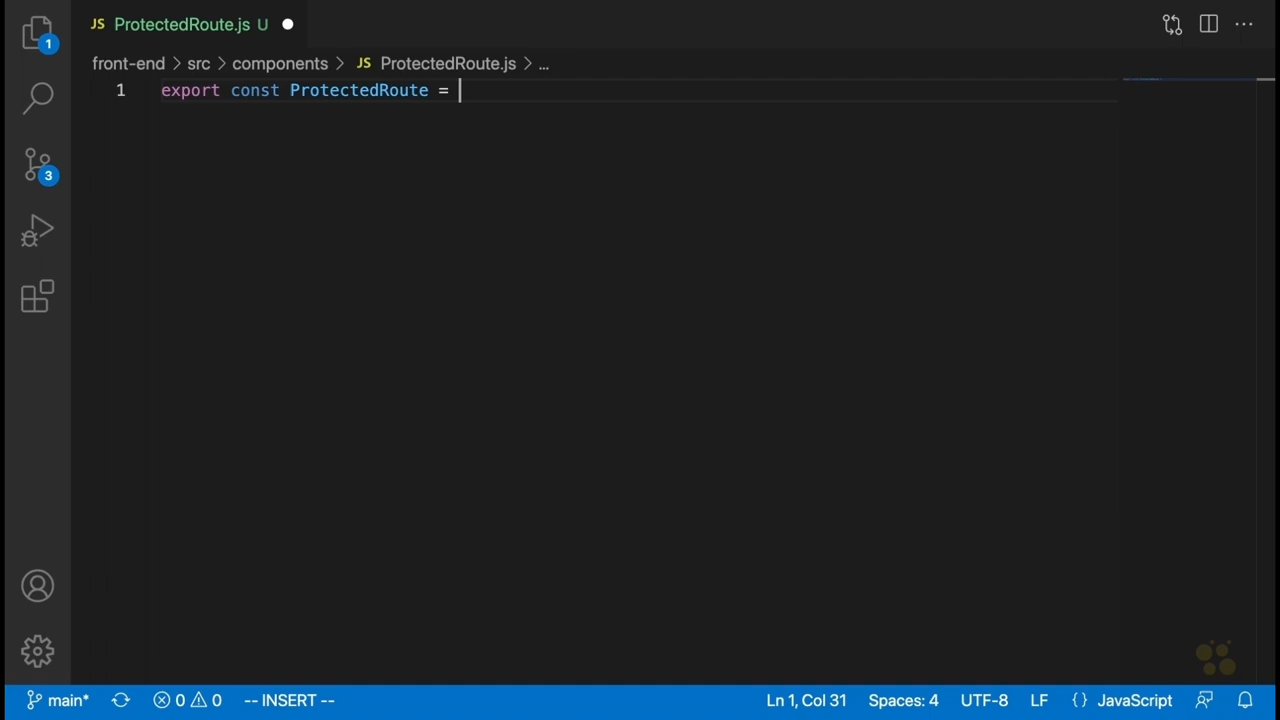 JS ProtectedRoute.js U
1
front-end > src > components > JS ProtectedRoute.js > ...
1 export const ProtectedRoute =
3
main* 0 0 -- INSERT -- Ln 1, Col 31 Spaces: 4 UTF-8 LF {} JavaScript